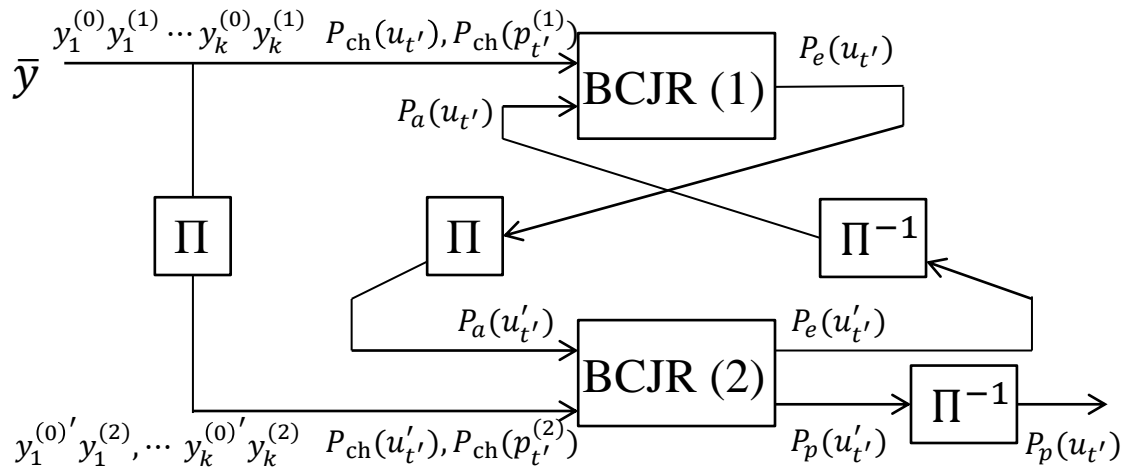 y_1^{(0)} y_1^{(1)} ⋯ y_k^{(0)} y_k^{(1)} P_ch(u_{t'}), P_ch(p_{t'}^{(1)})
ȳ
BCJR (1)
P_e(u_{t'})
P_a(u_{t'})
Π
Π
Π^{−1}
P_a(u'_{t'})
BCJR (2)
P_e(u'_{t'})
Π^{−1}
y_1^{(0)'} y_1^{(2)}, ⋯ y_k^{(0)'} y_k^{(2)} P_ch(u'_{t'}), P_ch(p_{t'}^{(2)})
P_p(u'_{t'})
P_p(u_{t'})